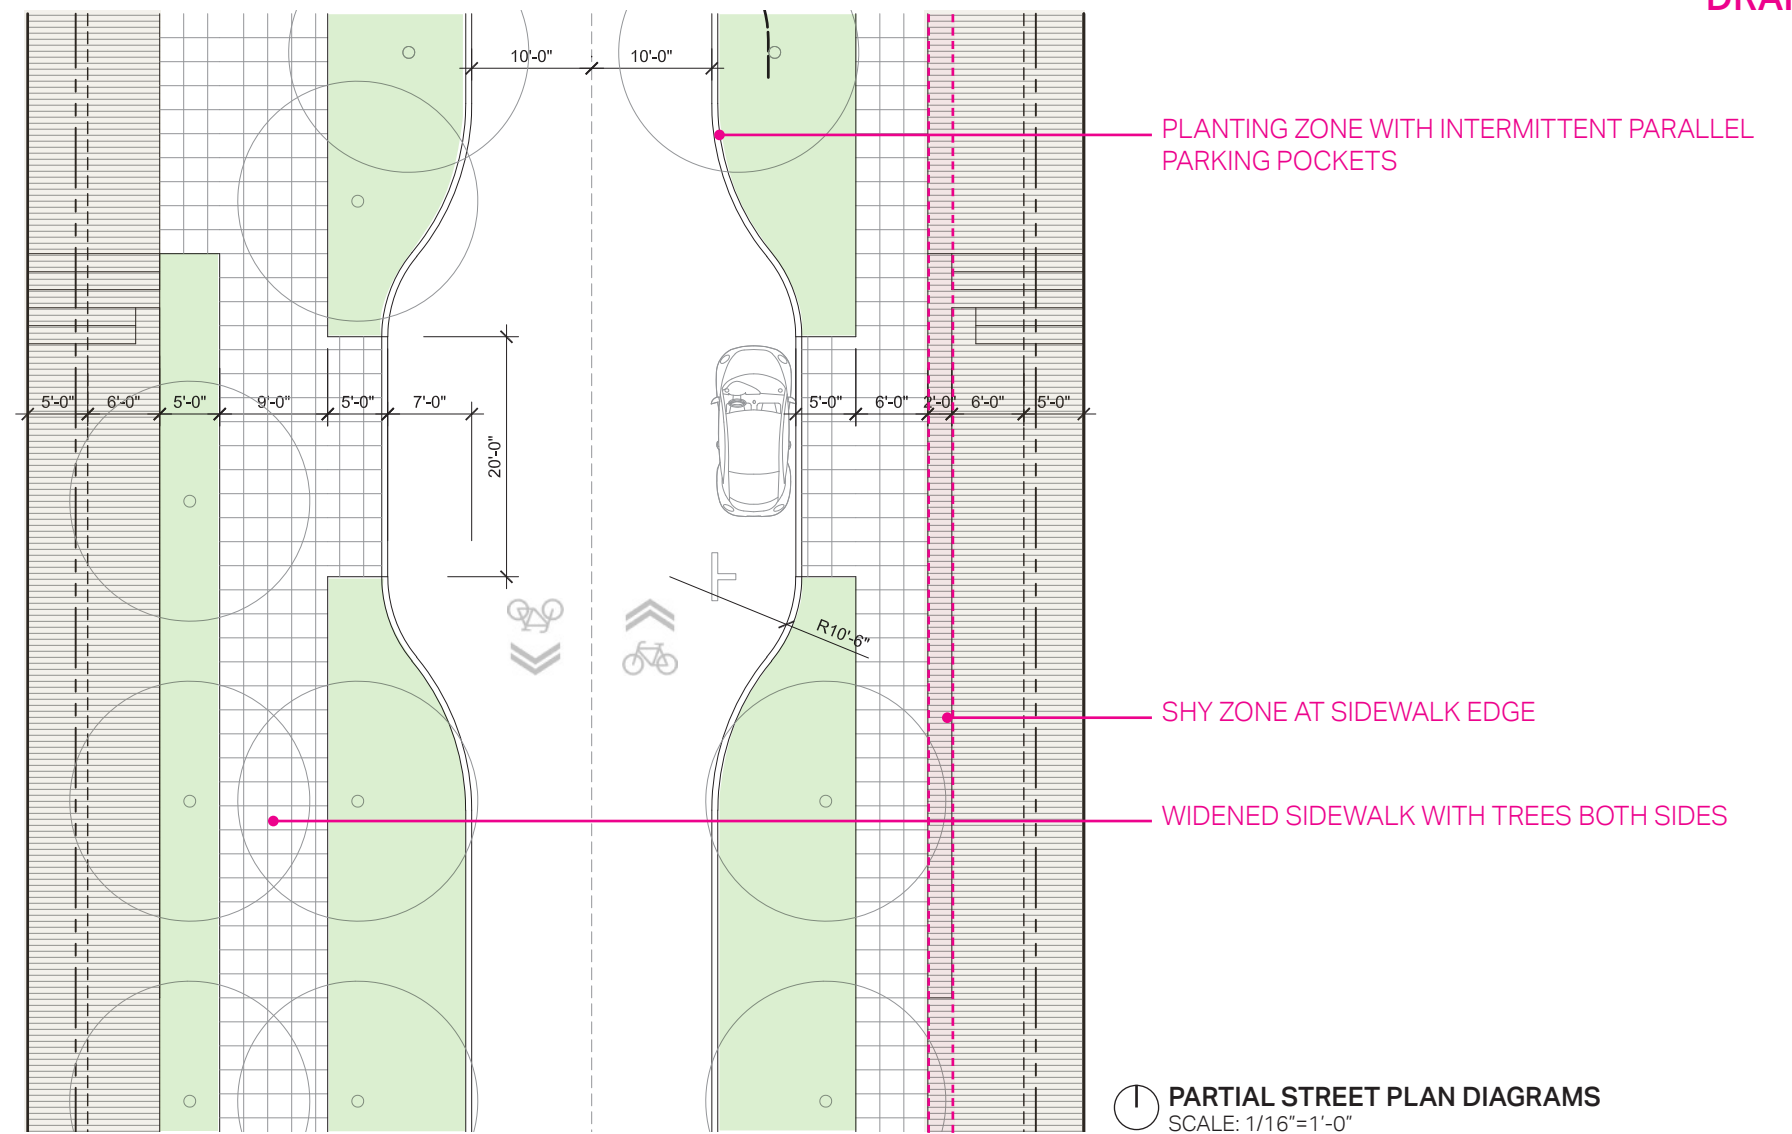 10'-0" 10'-0"
PLANTING ZONE WITH INTERMITTENT PARALLEL
PARKING POCKETS
5'-0" 6'-0" 5'-0" 9'-0" 5'-0" 7'-0" 5'-0" 6'-0" 2'-0" 6'-0" 5'-0"
20'-0"
R10'-6"
SHY ZONE AT SIDEWALK EDGE
WIDENED SIDEWALK WITH TREES BOTH SIDES
PARTIAL STREET PLAN DIAGRAMS
SCALE: 1/16"=1'-0"